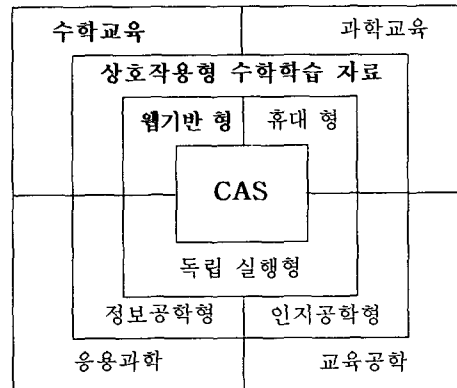 수학교육 과학교육
상호작용형 수학학습 자료
웹기반 형 휴대 형
CAS
독립 실행형
정보공학형 인지공학형
응용과학 교육공학